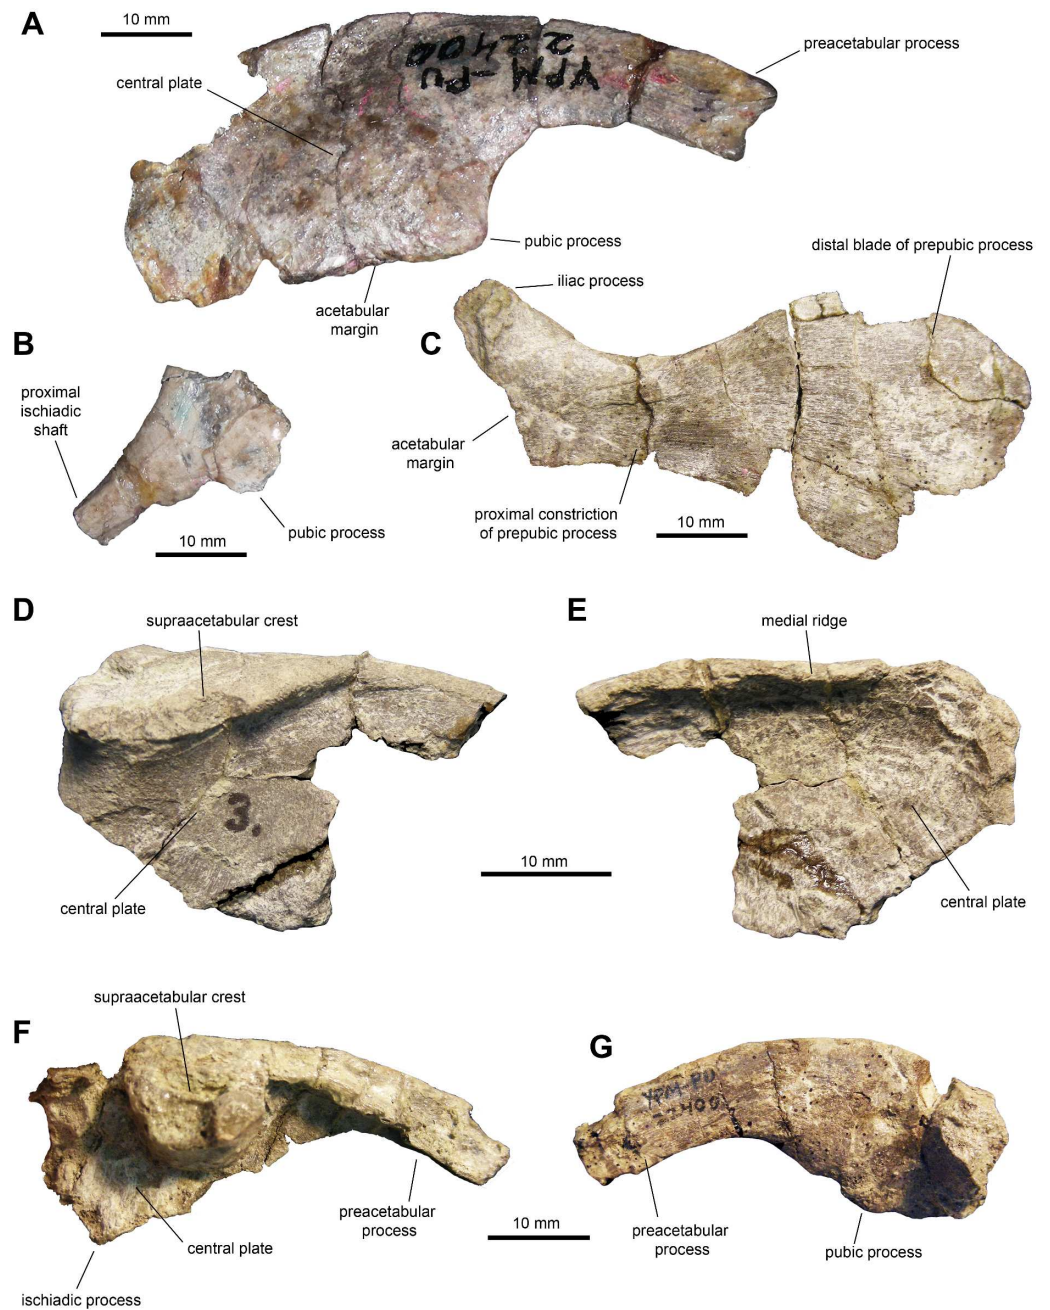 A
10 mm
preacetabular process
central plate
YPM-PU
22400
pubic process
acetabular
margin
distal blade of prepubic process
iliac process
B
C
proximal
ischiadic
shaft
acetabular
margin
10 mm
pubic process
proximal constriction
of prepubic process
10 mm
D
supraacetabular crest
E
medial ridge
3.
10 mm
central plate
central plate
supraacetabular crest
F
G
YPM-PU
22400
preacetabular
process
central plate
10 mm
preacetabular
process
pubic process
ischiadic process